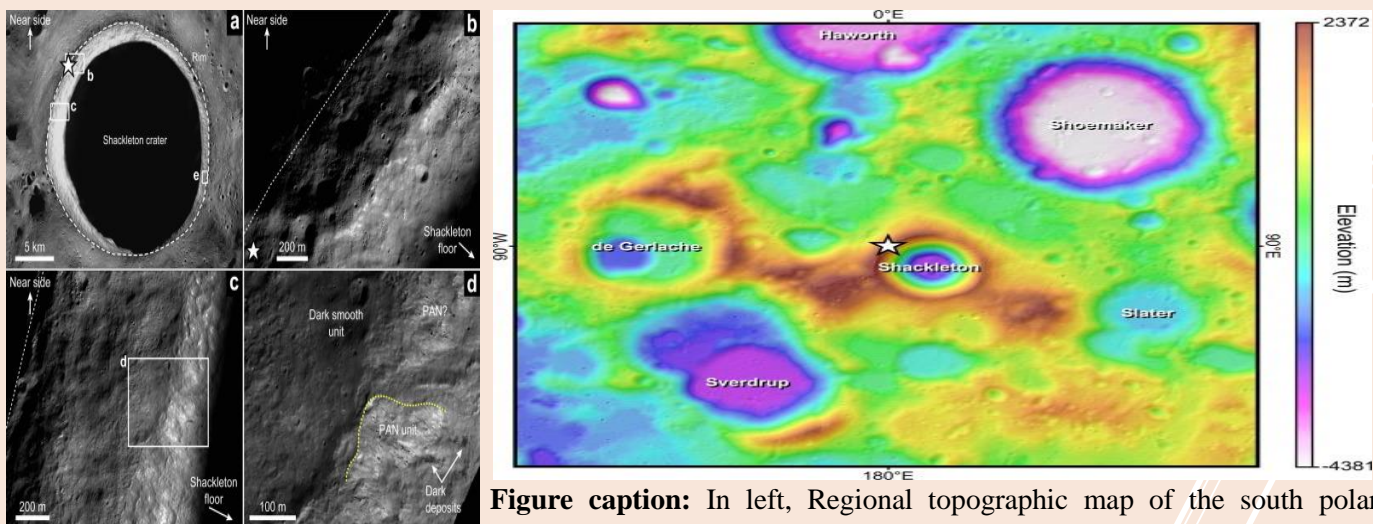 Near side
a
Rim
b
c
Shackleton crater
e
5 km
Near side
b
200 m
Shackleton
floor
Near side
c
d
200 m
Shackleton
floor
d
Dark smooth
unit
PAN?
PAN unit
Dark
deposits
100 m
0°E
Haworth
Shoemaker
de Gerlache
Shackleton
Slater
Sverdrup
90°W
90°E
180°E
2372
Elevation (m)
-4381
Figure caption: In left, Regional topographic map of the south polar